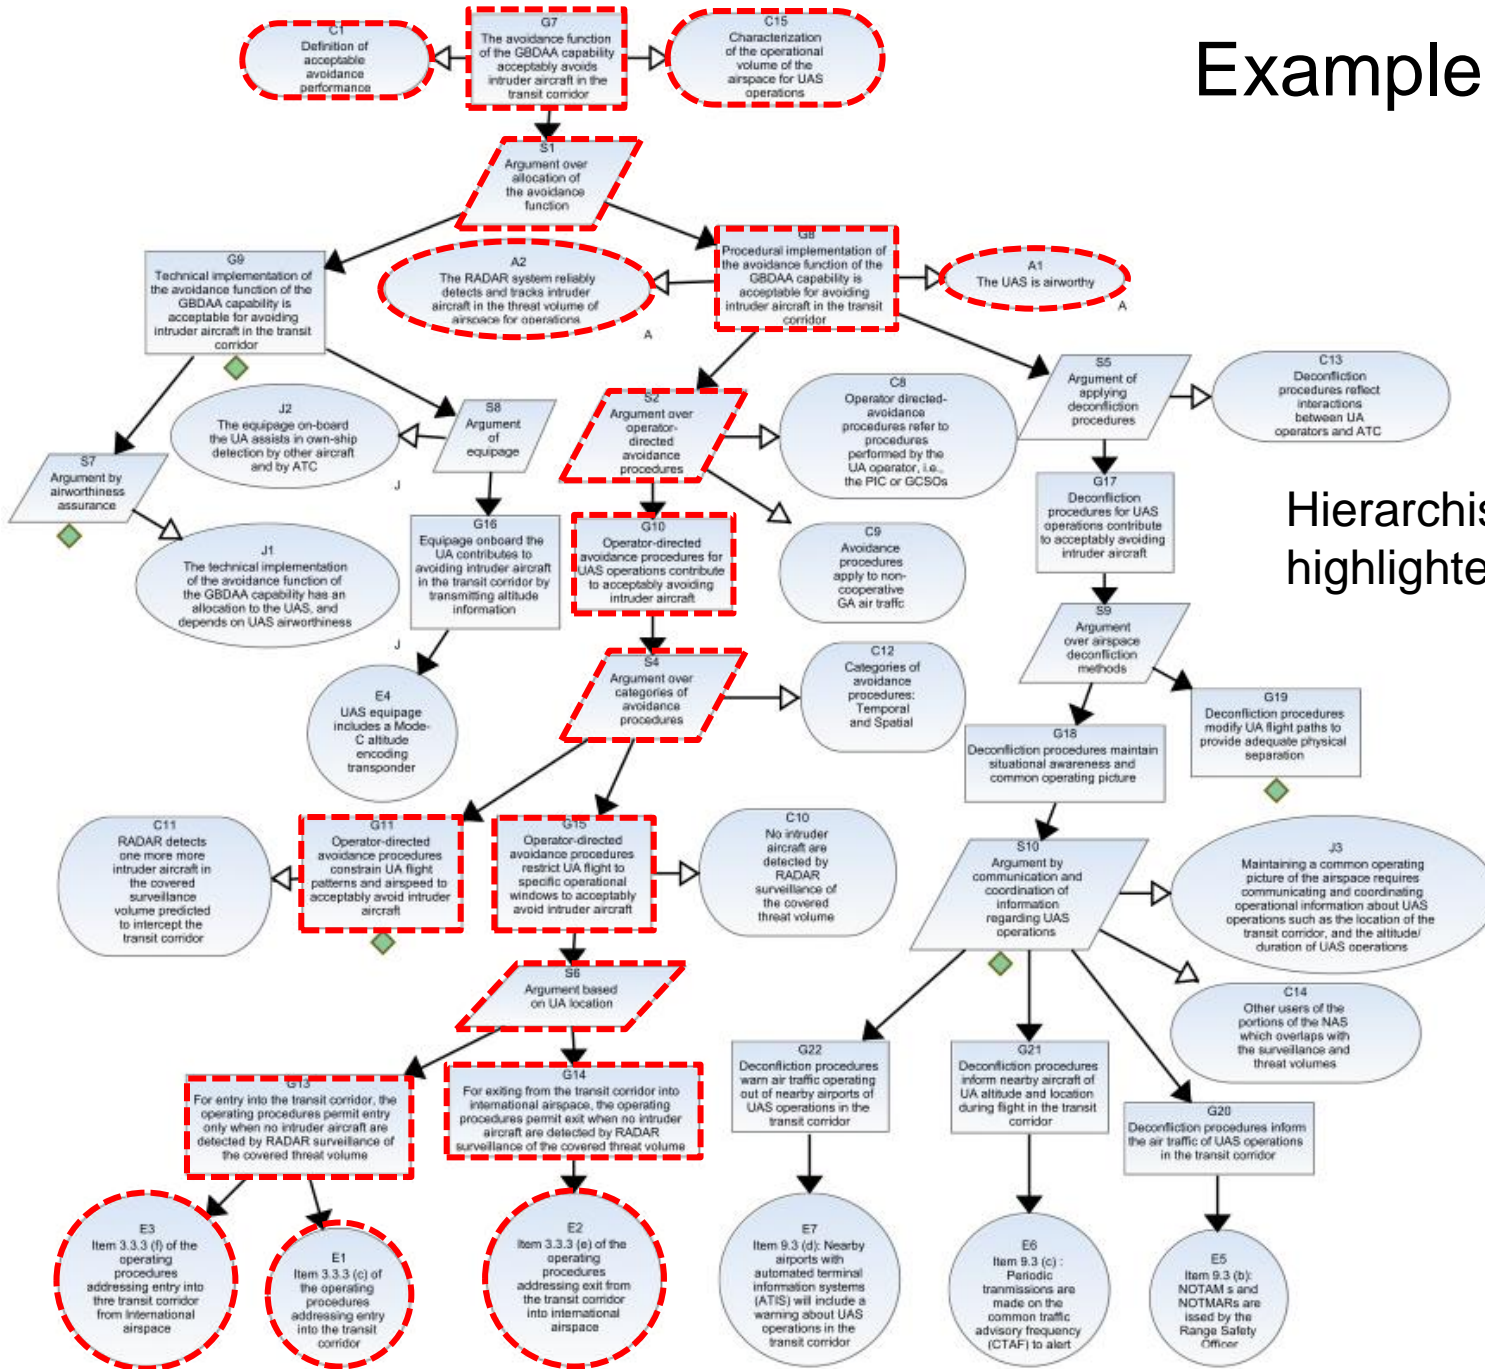 Example
C1
Definition of
acceptable
avoidance
performance
G7
The avoidance function
of the GBDAA capability
acceptably avoids
intruder aircraft in the
transit corridor
C15
Characterization
of the operational
volume of the
airspace for UAS
operations
S1
Argument over
allocation of
the avoidance
function
G9
Technical implementation of
the avoidance function of the
GBDAA capability is
acceptable for avoiding
intruder aircraft in the transit
corridor
A2
The RADAR system reliably
detects and tracks intruder
aircraft in the threat volume of
airspace for operations
A
G8
Procedural implementation of
the avoidance function of the
GBDAA capability is
acceptable for avoiding
intruder aircraft in the transit
corridor
A1
The UAS is airworthy
A
J2
The equipage on-board
the UA assists in own-ship
detection by other aircraft
and by ATC
J
S8
Argument
of
equipage
S2
Argument over
operator-
directed
avoidance
procedures
C8
Operator directed-
avoidance
procedures refer to
procedures
performed by the
UA operator, i.e.,
the PIC or GCSOs
S5
Argument of
applying
deconfliction
procedures
C13
Deconfliction
procedures reflect
interactions
between UA
operators and ATC
S7
Argument by
airworthiness
assurance
J1
The technical implementation
of the avoidance function of
the GBDAA capability has an
allocation to the UAS, and
depends on UAS airworthiness
J
G16
Equipage onboard the
UA contributes to
avoiding intruder aircraft
in the transit corridor by
transmitting altitude
information
G10
Operator-directed
avoidance procedures for
UAS operations contribute
to acceptably avoiding
intruder aircraft
C9
Avoidance
procedures
apply to non-
cooperative
GA air traffc
G17
Deconfliction
procedures for UAS
operations contribute
to acceptably avoiding
intruder aircraft
Hierarchis
highlighte
E4
UAS equipage
includes a Mode-
C altitude
encoding
transponder
S4
Argument over
categories of
avoidance
procedures
C12
Categories of
avoidance
procedures:
Temporal
and Spatial
S9
Argument
over airspace
deconfliction
methods
G18
Deconfliction procedures maintain
situational awareness and
common operating picture
G19
Deconfliction procedures
modify UA flight paths to
provide adequate physical
separation
C11
RADAR detects
one more more
intruder aircraft in
the covered
surveillance
volume predicted
to intercept the
transit corridor
G11
Operator-directed
avoidance procedures
constrain UA flight
patterns and airspeed to
acceptably avoid intruder
aircraft
G15
Operator-directed
avoidance procedures
restrict UA flight to
specific operational
windows to acceptably
avoid intruder aircraft
C10
No intruder
aircraft are
detected by
RADAR
surveillance of
the covered
threat volume
S10
Argument by
communication and
coordination of
information
regarding UAS
operations
J3
Maintaining a common operating
picture of the airspace requires
communicating and coordinating
operational information about UAS
operations such as the location of the
transit corridor, and the altitude/
duration of UAS operations
S6
Argument based
on UA location
C14
Other users of the
portions of the NAS
which overlaps with
the surveillance and
threat volumes
G13
For entry into the transit corridor, the
operating procedures permit entry
only when no intruder aircraft are
detected by RADAR surveillance of
the covered threat volume
G14
For exiting from the transit corridor into
international airspace, the operating
procedures permit exit when no intruder
aircraft are detected by RADAR
surveillance of the covered threat volume
G22
Deconfliction procedures
warn air traffic operating
out of nearby airports of
UAS operations in the
transit corridor
G21
Deconfliction procedures
inform nearby aircraft of
UA altitude and location
during flight in the transit
corridor
G20
Deconfliction procedures inform
the air traffic of UAS operations
in the transit corridor
E3
Item 3.3.3 (f) of the
operating
procedures
addressing entry into
thre transit corridor
from International
airspace
E1
Item 3.3.3 (c) of
the operating
procedures
addressing entry
into the transit
corridor
E2
Item 3.3.3 (e) of the
operating
procedures
addressing exit from
the transit corridor
into international
airspace
E7
Item 9.3 (d): Nearby
airports with
automated terminal
information systems
(ATIS) will include a
warning about UAS
operations in the
transit corridor
E6
Item 9.3 (c) :
Periodic
tranmissions are
made on the
common traffic
advisory frequency
(CTAF) to alert
E5
Item 9.3 (b):
NOTAM s and
NOTMARs are
issed by the
Range Safety
Officer